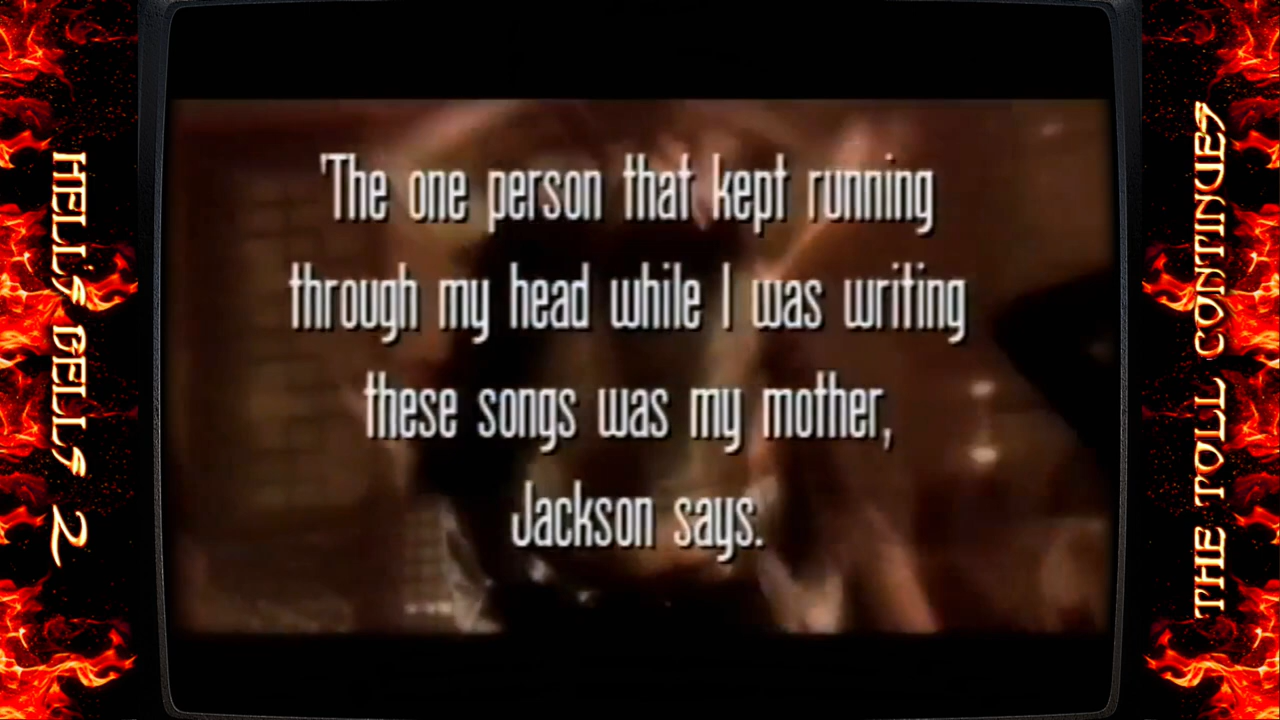 HELL'S BELLS 2
'The one person that kept running
through my head while I was writing
these songs was my mother,
Jackson says.
THE TOLL CONTINUES